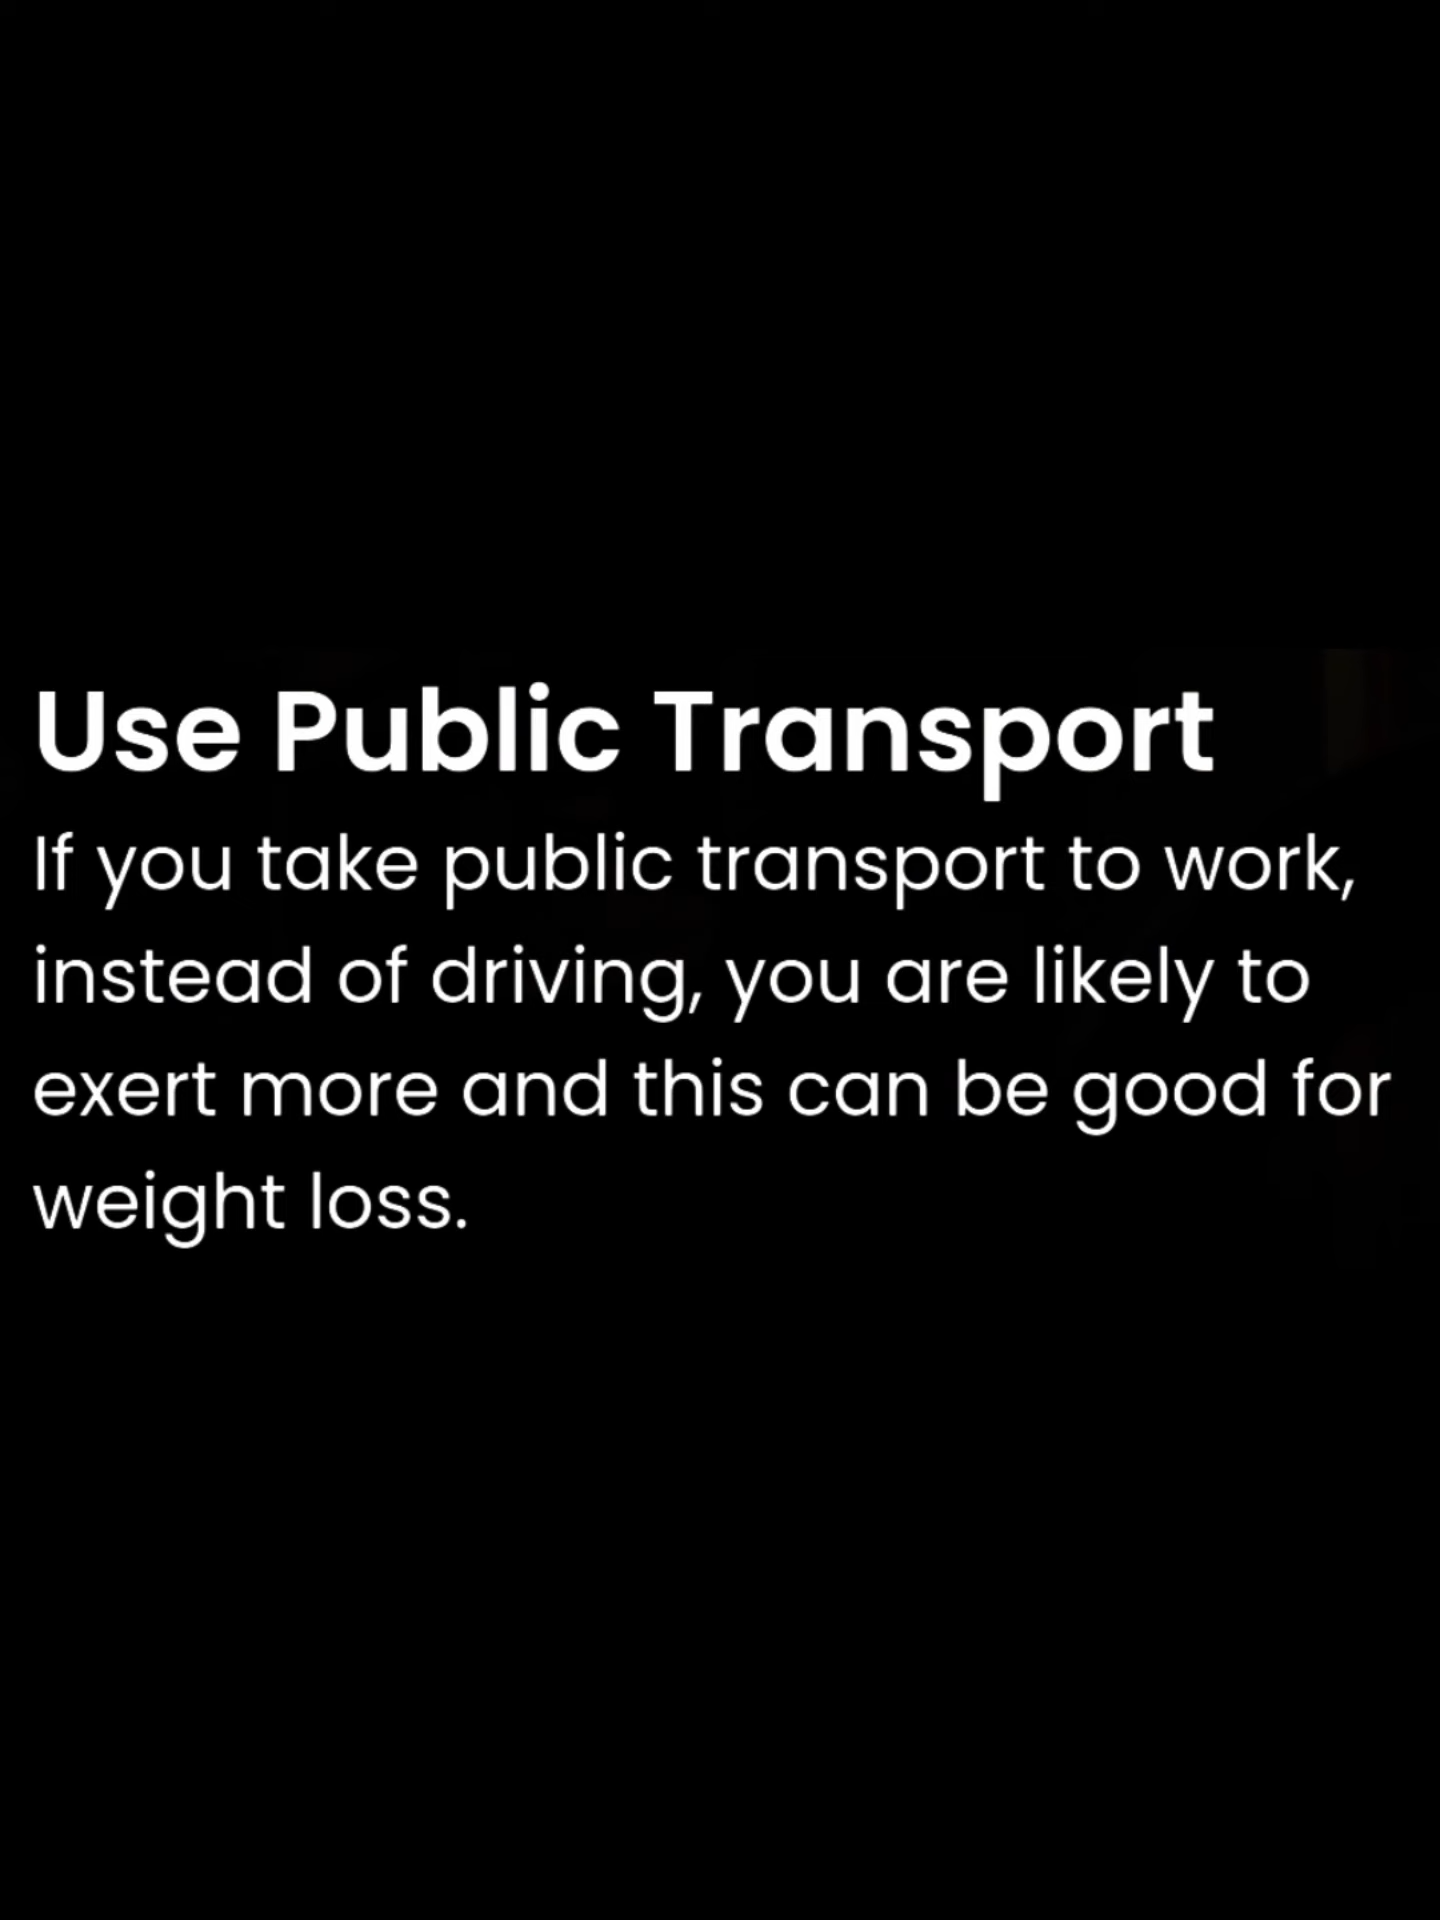 Use Public Transport
If you take public transport to work,
instead of driving, you are likely to
exert more and this can be good for
weight loss.